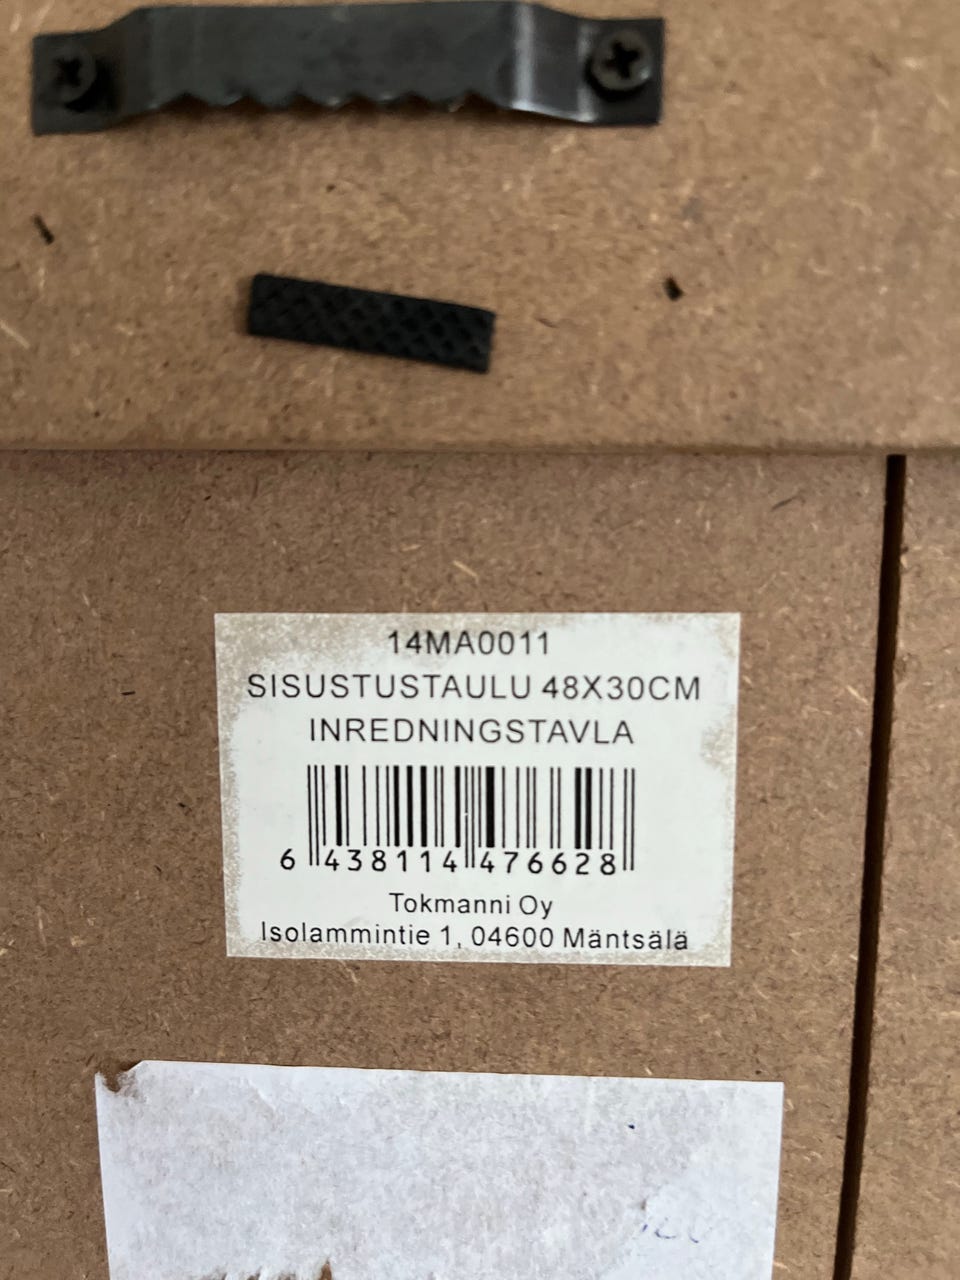 14MA0011
SISUSTUSTAULU 48X30CM
INREDNINGSTAVLA
6 438114 476628
Tokmanni Oy
Isolammintie 1, 04600 Mäntsälä